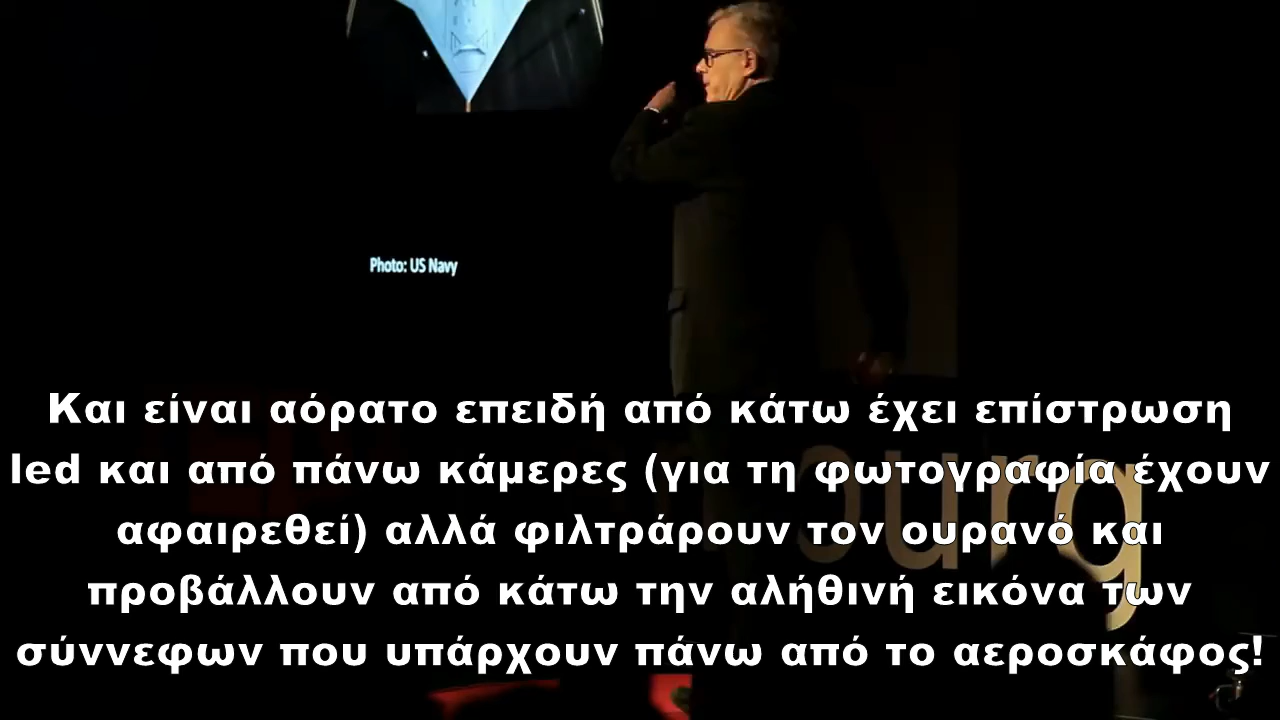 Photo: US Navy
Και είναι αόρατο επειδή από κάτω έχει επίστρωση
led και από πάνω κάμερες (για τη φωτογραφία έχουν
αφαιρεθεί) αλλά φιλτράρουν τον ουρανό και
προβάλλουν από κάτω την αλήθινή εικόνα των
σύννεφων που υπάρχουν πάνω από το αεροσκάφος!
ourg